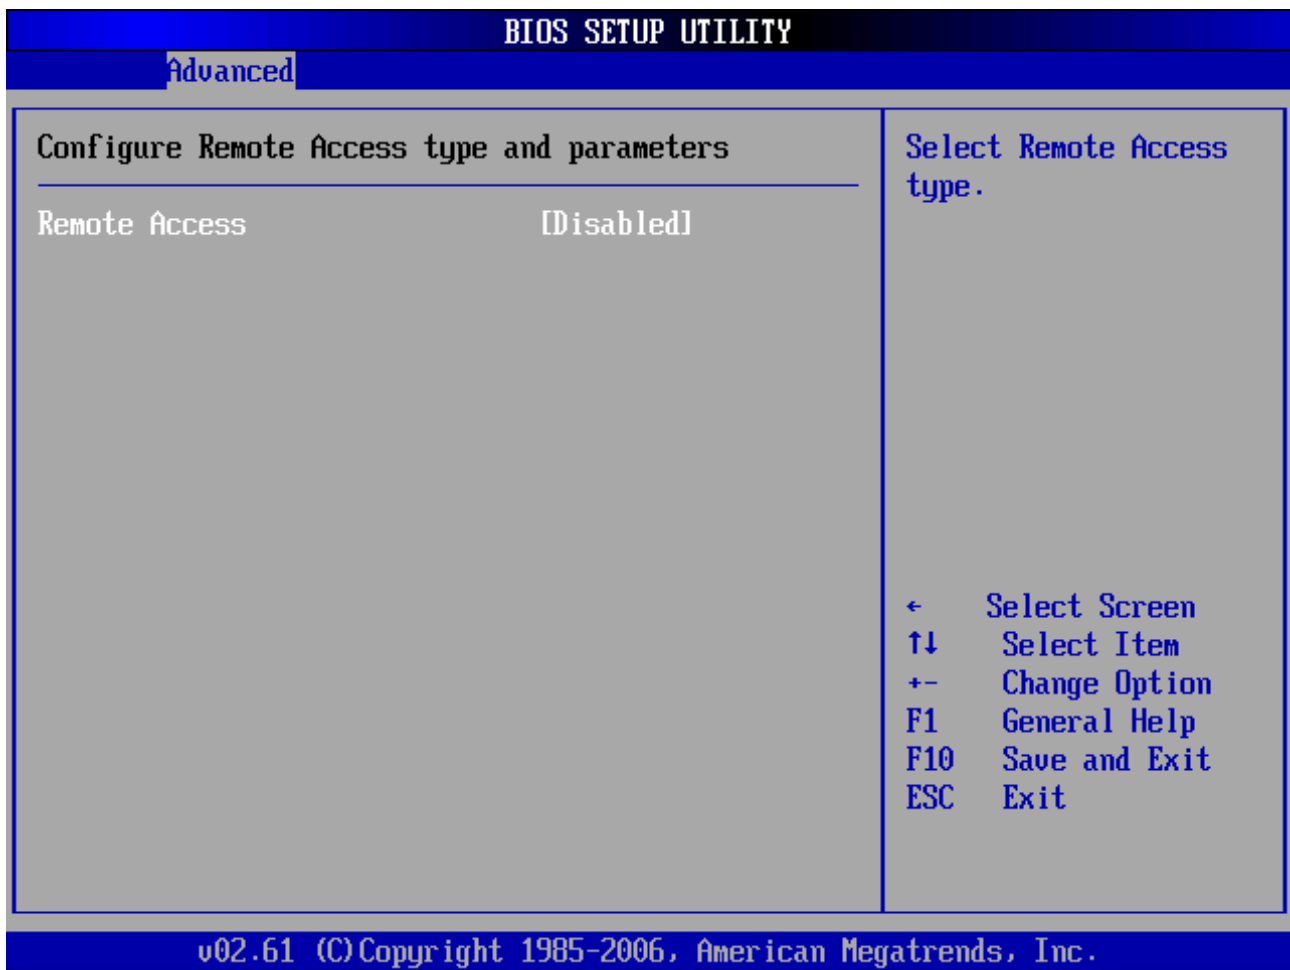 BIOS SETUP UTILITY
Advanced
Configure Remote Access type and parameters
Remote Access [Disabled]
Select Remote Access
type.
← Select Screen
↑↓ Select Item
+- Change Option
F1 General Help
F10 Save and Exit
ESC Exit
v02.61 (C)Copyright 1985-2006, American Megatrends, Inc.